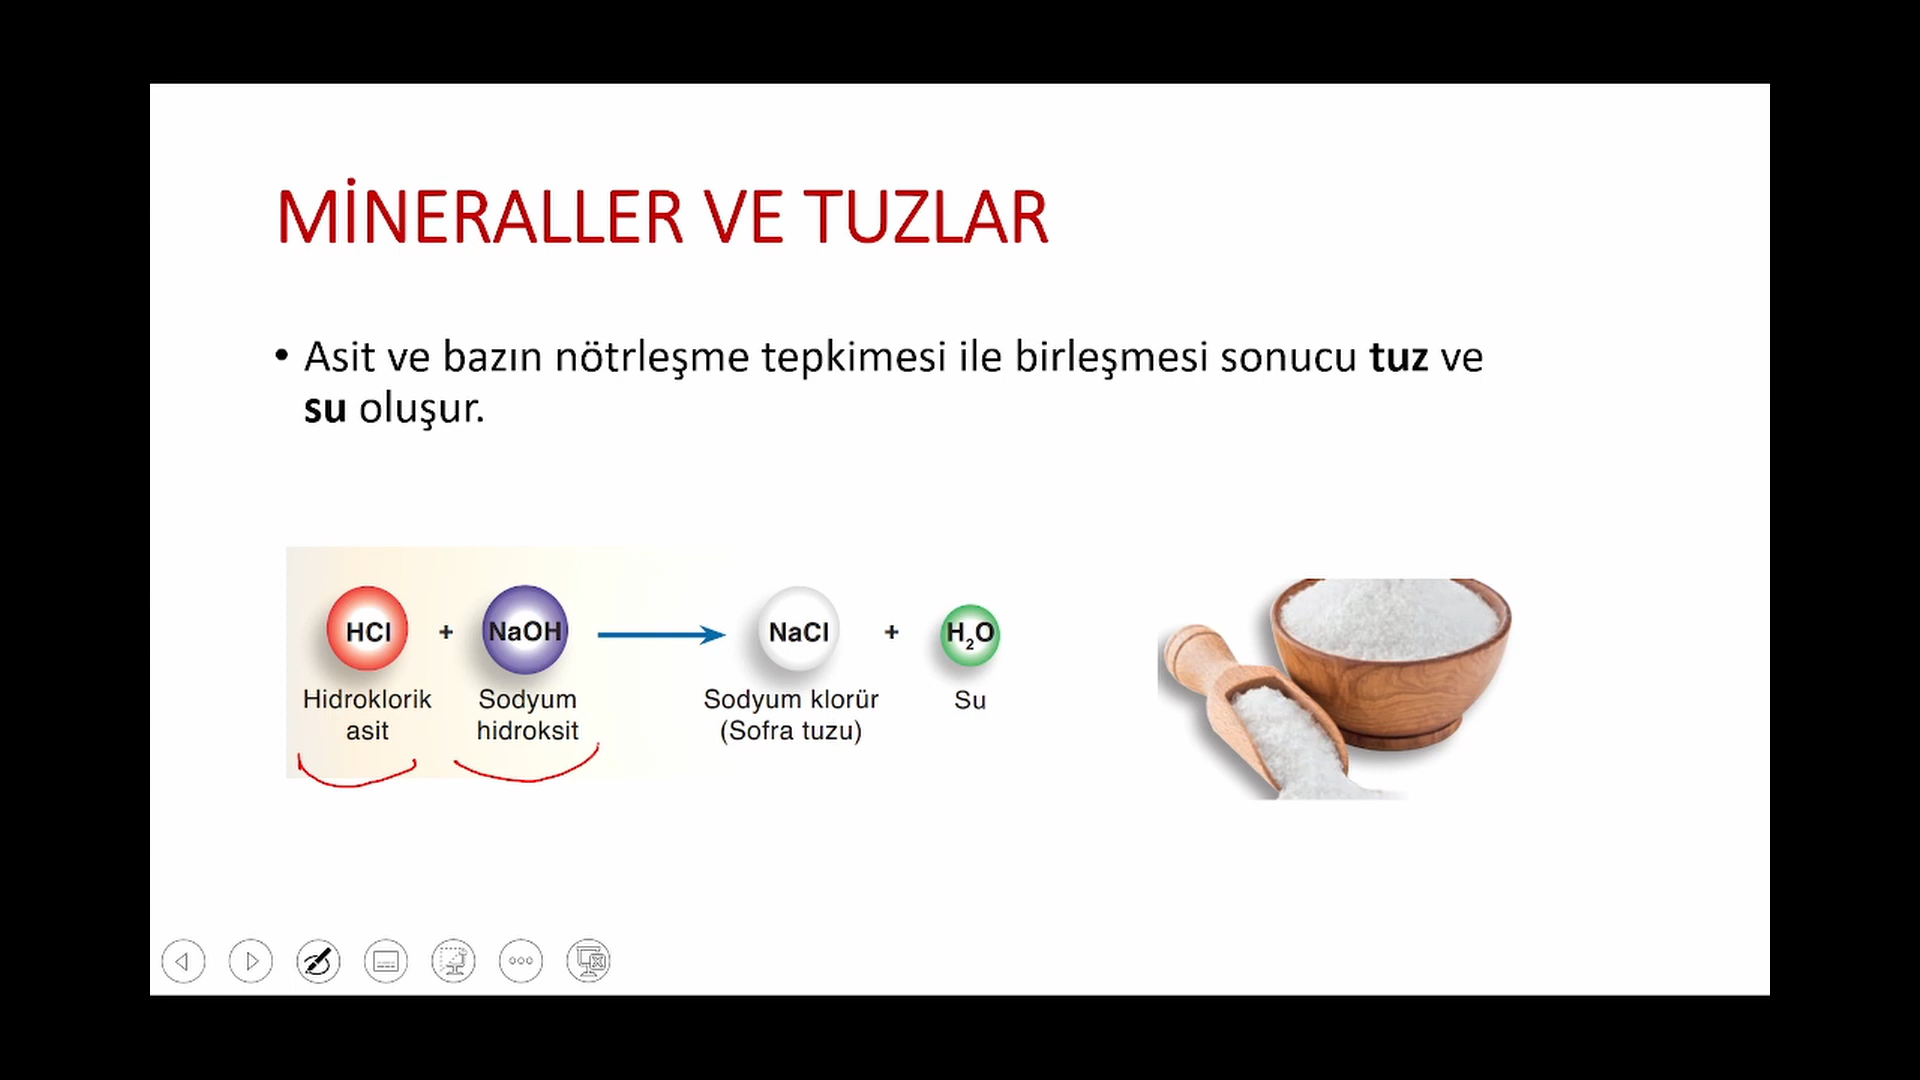 MİNERALLER VE TUZLAR
• Asit ve bazın nötrleşme tepkimesi ile birleşmesi sonucu tuz ve
su oluşur.
HCl + NaOH NaCl + H₂O
Hidroklorik Sodyum Sodyum klorür Su
asit hidroksit (Sofra tuzu)